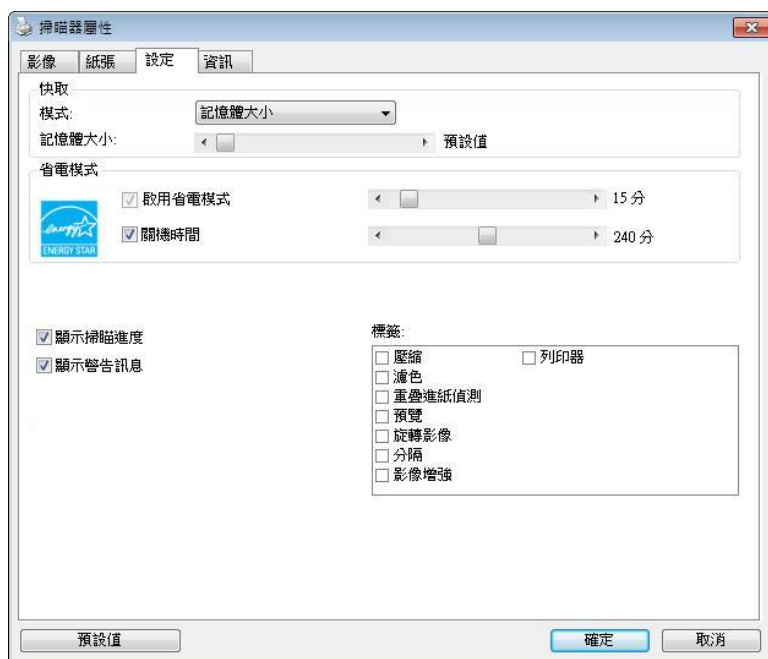 掃瞄器屬性
影像 紙張 設定 資訊
快取
模式: 記憶體大小
記憶體大小: 預設值
省電模式
啟用省電模式 15 分
energy
ENERGY STAR
關機時間 240 分
顯示掃瞄進度
顯示警告訊息
標籤:
壓縮 列印器
濾色
重疊進紙偵測
預覽
旋轉影像
分隔
影像增強
預設值 確定 取消